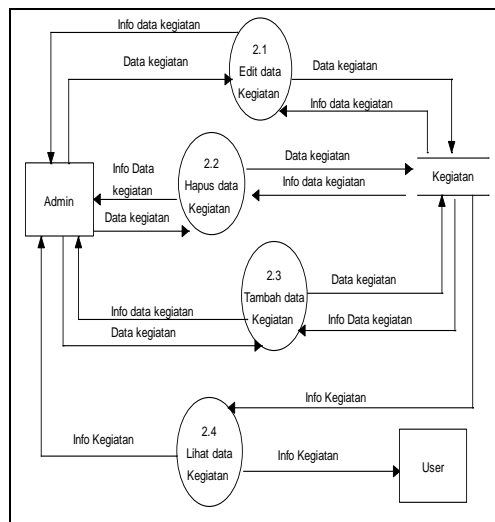 Info data kegiatan
2.1
Edit data
Kegiatan
Data kegiatan
Data kegiatan
Info data kegiatan
2.2
Hapus data
Kegiatan
Info Data
kegiatan
Data kegiatan
Data kegiatan
Info data kegiatan
Kegiatan
Admin
2.3
Tambah data
Kegiatan
Data kegiatan
Info data kegiatan
Info Data kegiatan
Data kegiatan
Info Kegiatan
2.4
Lihat data
Kegiatan
Info Kegiatan
Info Kegiatan
User